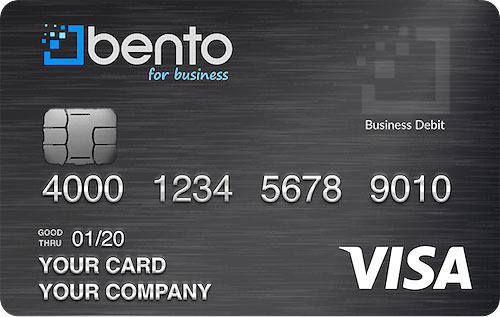 bento
for business
Business Debit
4000 1234 5678 9010
GOOD
THRU 01/20
YOUR CARD
YOUR COMPANY
VISA